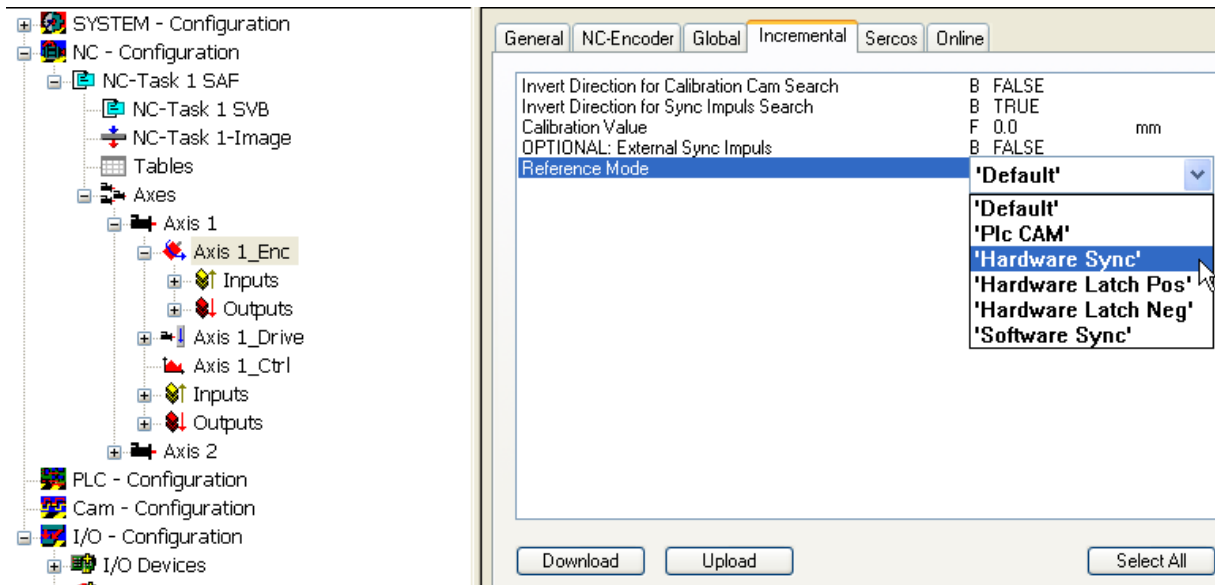 SYSTEM - Configuration
NC - Configuration
NC-Task 1 SAF
NC-Task 1 SVB
NC-Task 1-Image
Tables
Axes
Axis 1
Axis 1_Enc
Inputs
Outputs
Axis 1_Drive
Axis 1_Ctrl
Inputs
Outputs
Axis 2
PLC - Configuration
Cam - Configuration
I/O - Configuration
I/O Devices
General NC-Encoder Global Incremental Sercos Online
Invert Direction for Calibration Cam Search B FALSE
Invert Direction for Sync Impuls Search B TRUE
Calibration Value F 0.0 mm
OPTIONAL: External Sync Impuls B FALSE
Reference Mode 'Default'
'Default'
'Plc CAM'
'Hardware Sync'
'Hardware Latch Pos'
'Hardware Latch Neg'
'Software Sync'
Download Upload Select All